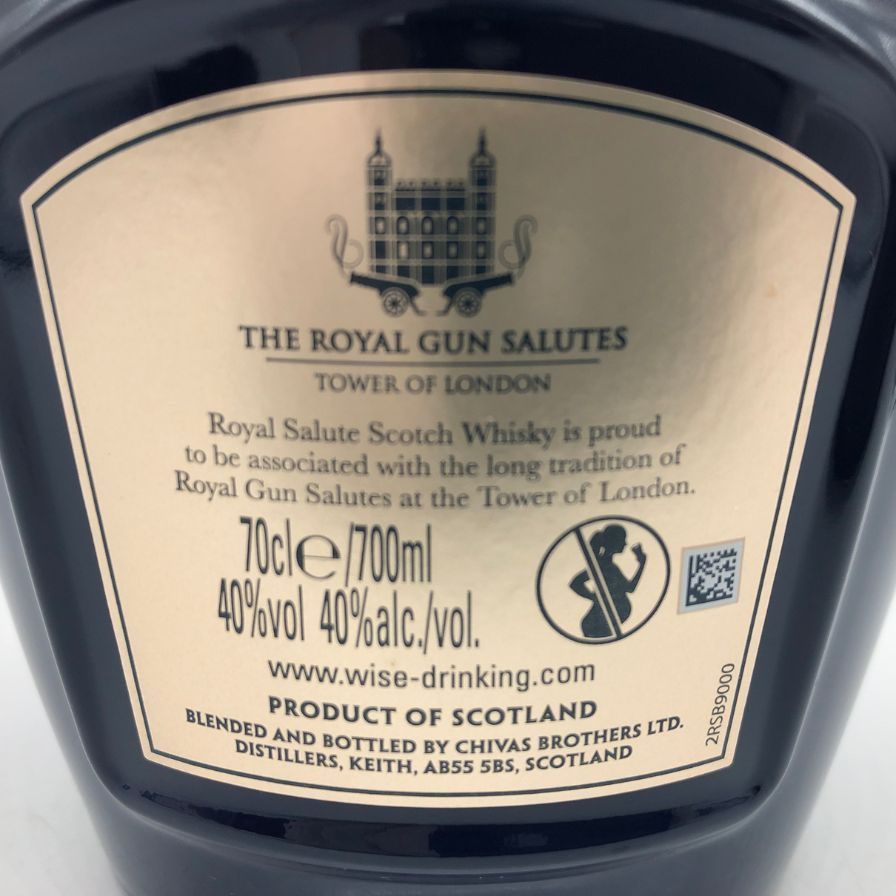 THE ROYAL GUN SALUTES
TOWER OF LONDON
Royal Salute Scotch Whisky is proud
to be associated with the long tradition of
Royal Gun Salutes at the Tower of London.
70cl℮/700ml
40%vol 40%alc./vol.
www.wise-drinking.com
PRODUCT OF SCOTLAND
BLENDED AND BOTTLED BY CHIVAS BROTHERS LTD.
DISTILLERS, KEITH, AB55 5BS, SCOTLAND
2RSB9000